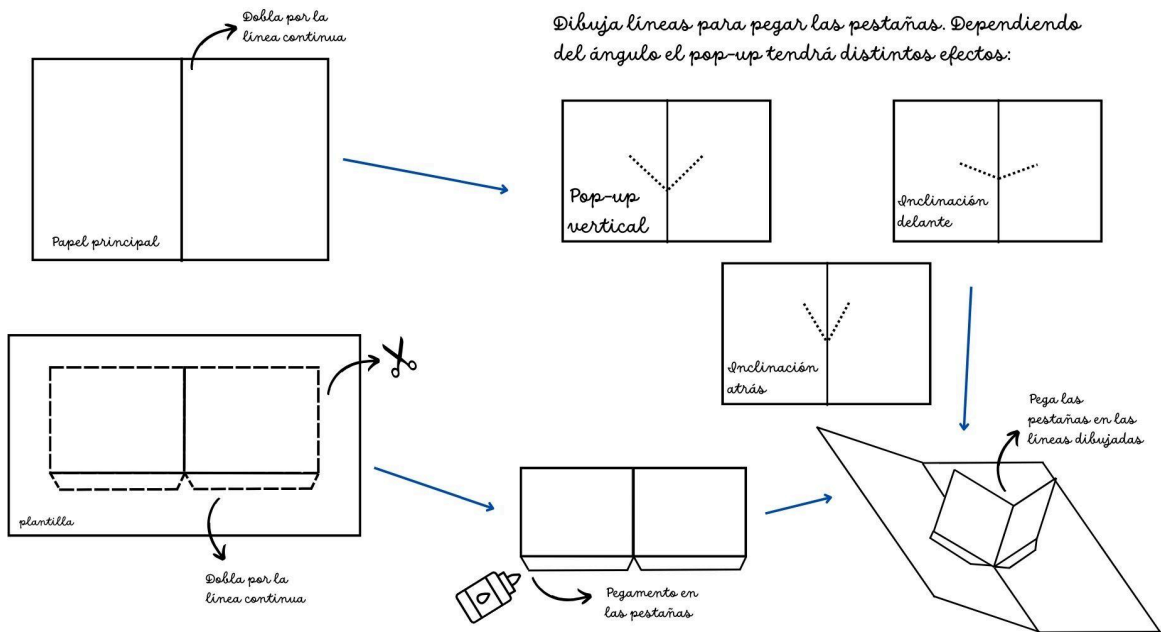 Dobla por la
línea continua
Papel principal
Dibuja líneas para pegar las pestañas. Dependiendo
del ángulo el pop-up tendrá distintos efectos:
Pop-up
vertical
Inclinación
delante
Inclinación
atrás
plantilla
Dobla por la
línea continua
Pegamento en
las pestañas
Pega las
pestañas en las
líneas dibujadas